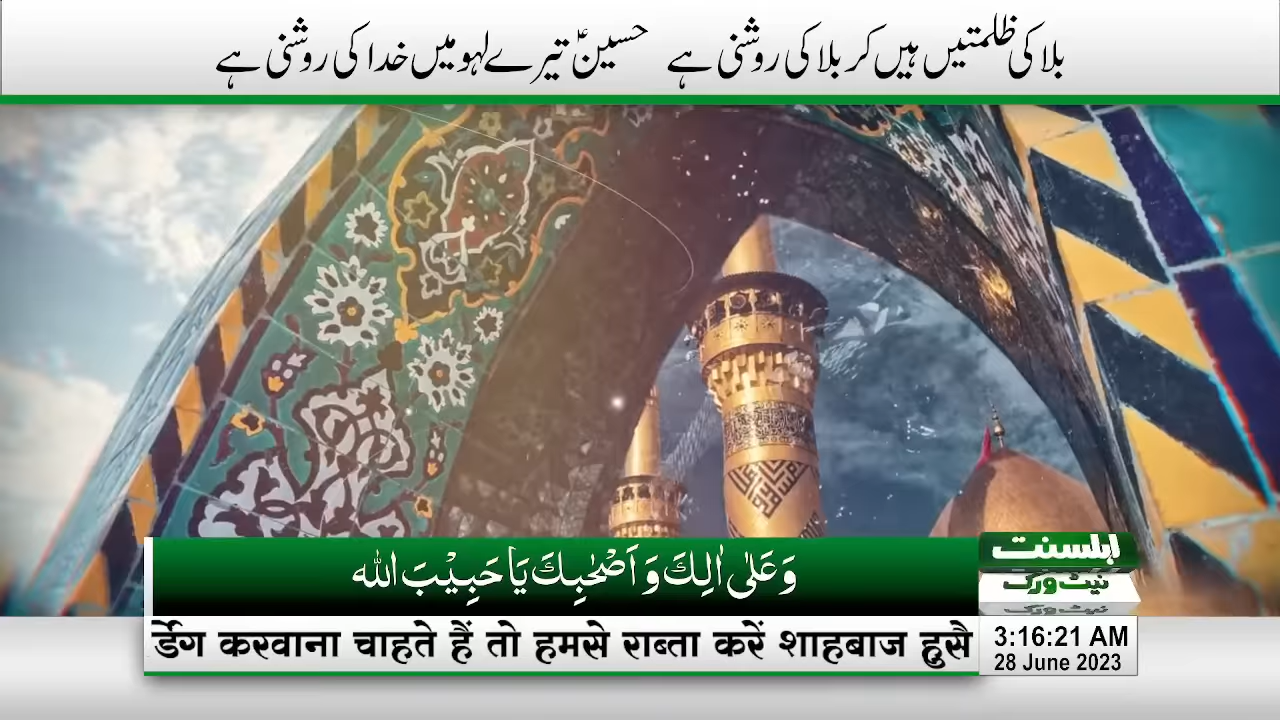 بلا کی ظلمتیں ہیں کربلا کی روشنی ہے   حسینؑ تیرے لہو میں خدا کی روشنی ہے
وَعَلٰی اٰلِكَ وَ اَصْحٰبِكَ يَا حَبِيْبَ الله
اہلسنت
نیٹ ورک
र्डेग करवाना चाहते हैं तो हमसे राब्ता करें शाहबाज हुसै
3:16:21 AM
28 June 2023